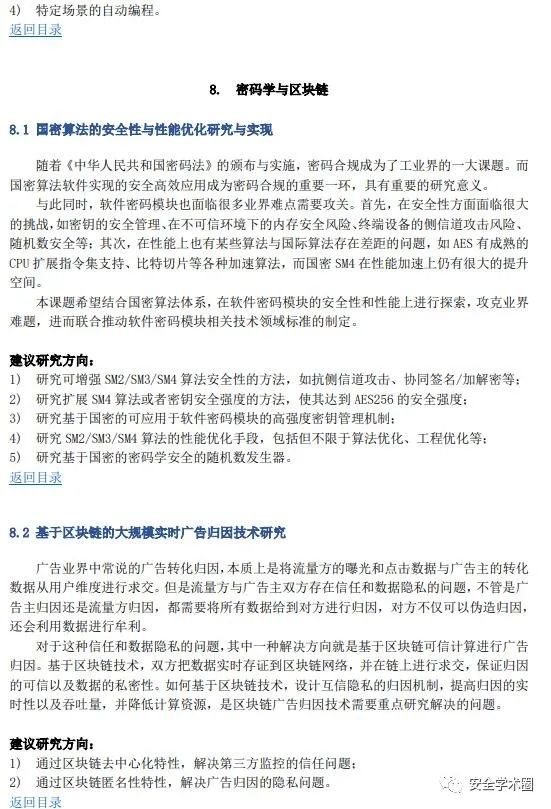 4) 特定场景的自动编程。
返回目录
8. 密码学与区块链
8.1 国密算法的安全性与性能优化研究与实现
随着《中华人民共和国密码法》的颁布与实施，密码合规成为了工业界的一大课题。而
国密算法软件实现的安全高效应用成为密码合规的重要一环，具有重要的研究意义。
与此同时，软件密码模块也面临很多业界难点需要攻关。首先，在安全性方面面临很大
的挑战，如密钥的安全管理、在不可信环境下的内存安全风险、终端设备的侧信道攻击风险、
随机数安全等；其次，在性能上也有某些算法与国际算法存在差距的问题，如 AES 有成熟的
CPU 扩展指令集支持、比特切片等各种加速算法，而国密 SM4 在性能加速上仍有很大的提升
空间。
本课题希望结合国密算法体系，在软件密码模块的安全性和性能上进行探索，攻克业界
难题，进而联合推动软件密码模块相关技术领域标准的制定。
建议研究方向：
1) 研究可增强 SM2/SM3/SM4 算法安全性的方法，如抗侧信道攻击、协同签名/加解密等；
2) 研究扩展 SM4 算法或者密钥安全强度的方法，使其达到 AES256 的安全强度；
3) 研究基于国密的可应用于软件密码模块的高强度密钥管理机制；
4) 研究 SM2/SM3/SM4 算法的性能优化手段，包括但不限于算法优化、工程优化等；
5) 研究基于国密的密码学安全的随机数发生器。
返回目录
8.2 基于区块链的大规模实时广告归因技术研究
广告业界中常说的广告转化归因，本质上是将流量方的曝光和点击数据与广告主的转化
数据从用户维度进行求交。但是流量方与广告主双方存在信任和数据隐私的问题，不管是广
告主归因还是流量方归因，都需要将所有数据给到对方进行归因，对方不仅可以伪造归因，
还会利用数据进行牟利。
对于这种信任和数据隐私的问题，其中一种解决方向就是基于区块链可信计算进行广告
归因。基于区块链技术，双方把数据实时存证到区块链网络，并在链上进行求交，保证归因
的可信以及数据的私密性。如何基于区块链技术，设计互信隐私的归因机制，提高归因的实
时性以及吞吐量，并降低计算资源，是区块链广告归因技术需要重点研究解决的问题。
建议研究方向：
1) 通过区块链去中心化特性，解决第三方监控的信任问题；
2) 通过区块链匿名性特性，解决广告归因的隐私问题。
安全学术圈
返回目录